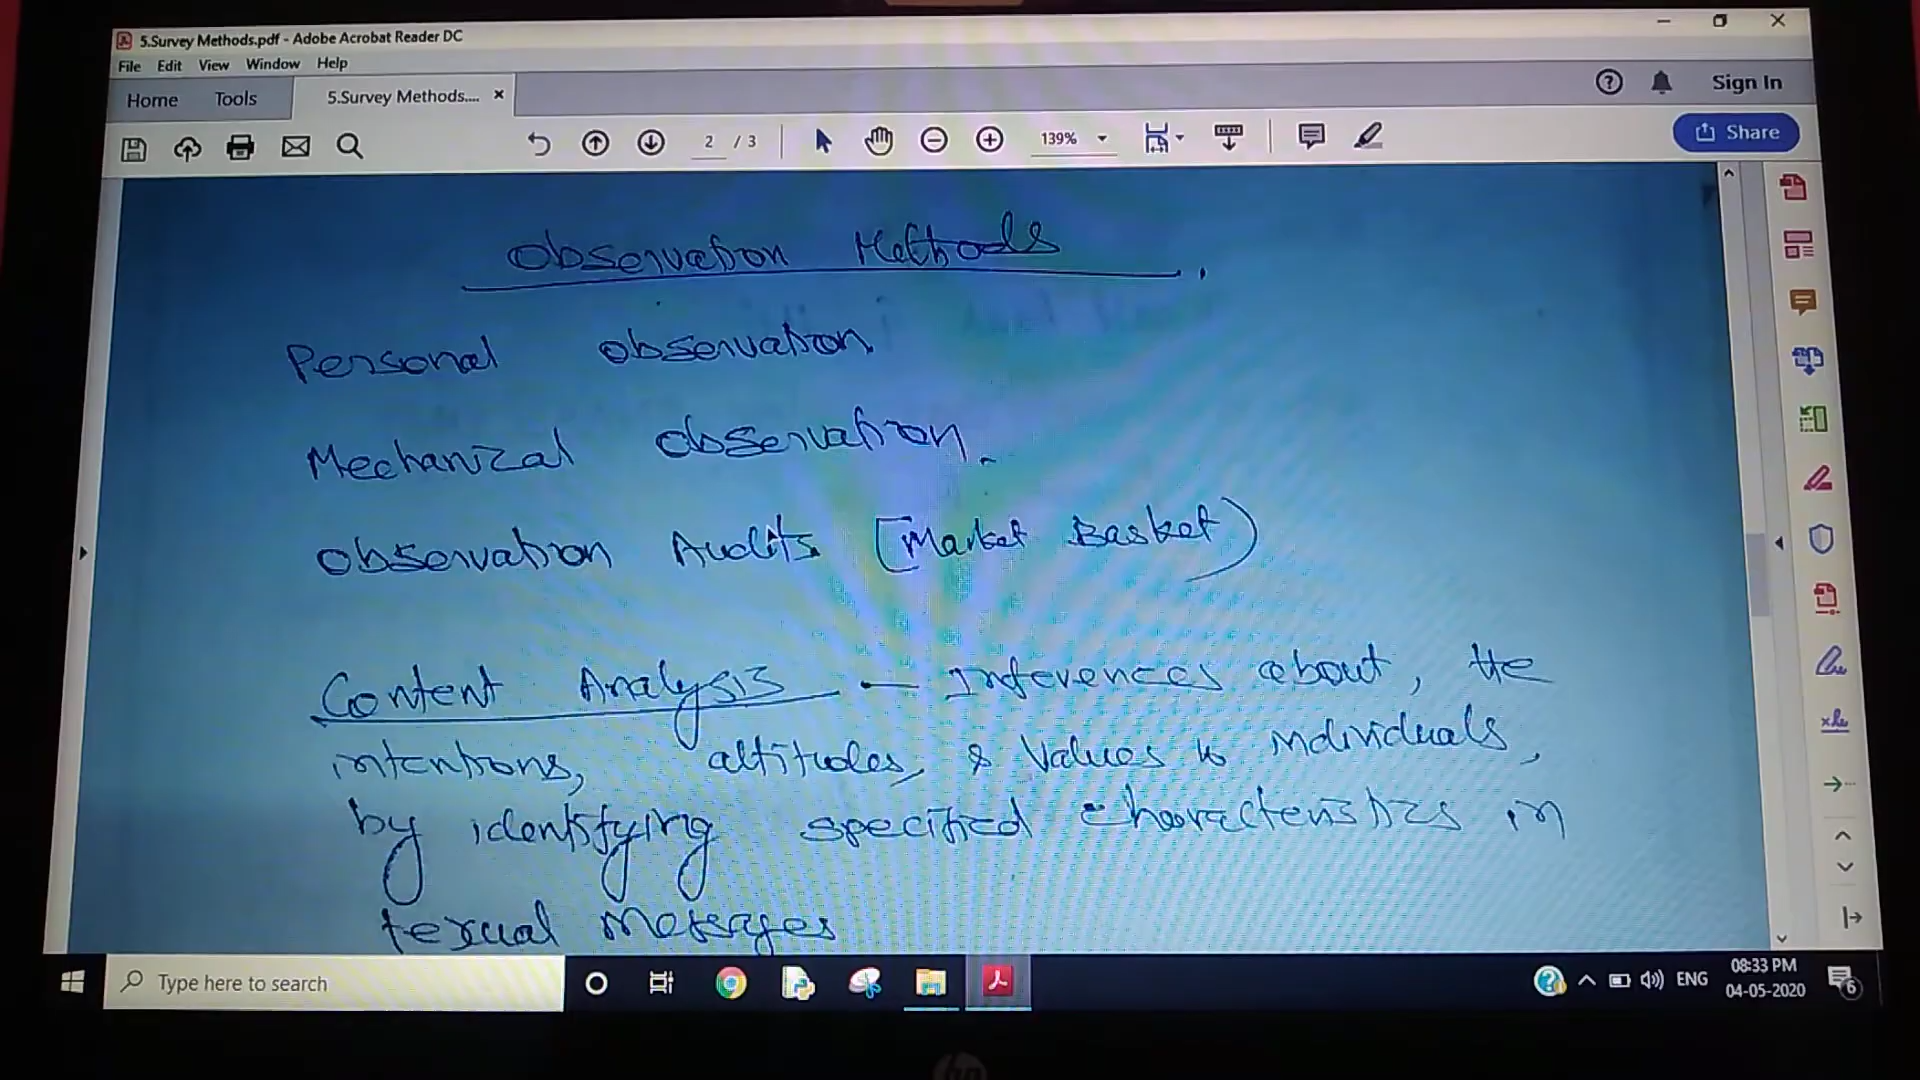 5.Survey Methods.pdf - Adobe Acrobat Reader DC
File Edit View Window Help
Home Tools 5.Survey Methods.... ×
? Sign In
2 / 3 139% Share
Observation Methods.
Personal observation.
Mechanical observation.
Observation Audits [Market Basket)
Content Analysis — Inferences about, the
intentions, attitudes, & values to individuals,
by identifying specified characteristics in
texual messages
Type here to search
ENG 08:33 PM
04-05-2020 6
hp